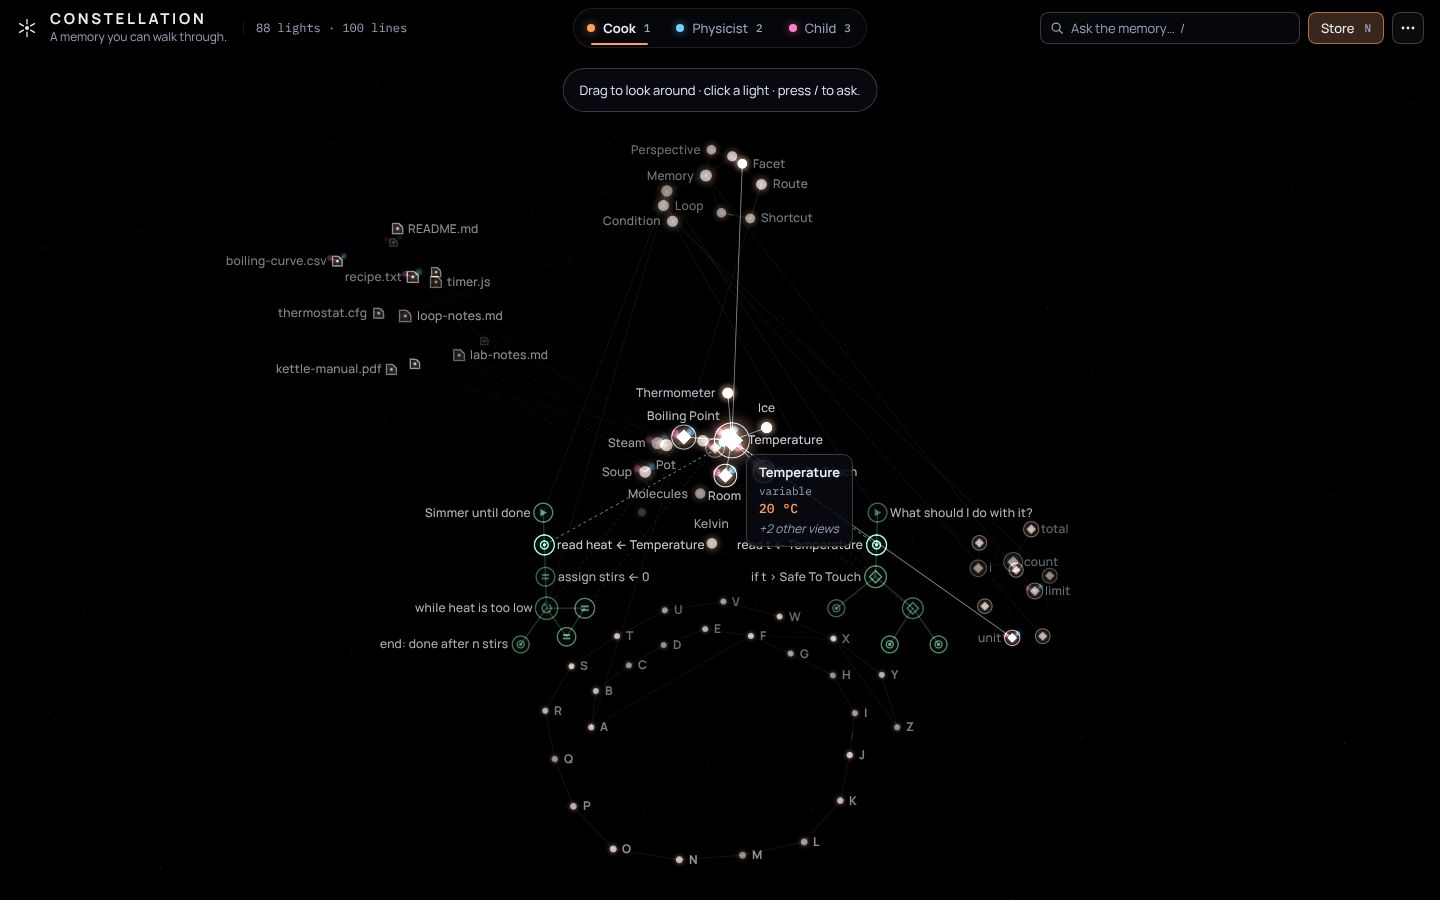 CONSTELLATION
A memory you can walk through.
88 lights · 100 lines
Cook 1
Physicist 2
Child 3
Ask the memory… /
Store N
Drag to look around · click a light · press / to ask.
Perspective
Facet
Memory
Route
Loop
Condition
Shortcut
README.md
boiling-curve.csv
recipe.txt
timer.js
thermostat.cfg
loop-notes.md
lab-notes.md
kettle-manual.pdf
Thermometer
Ice
Boiling Point
Temperature
Steam
Pot
Soup
Temperature
variable
20 °C
+2 other views
Molecules
Room
Kelvin
Simmer until done
What should I do with it?
total
read heat ← Temperature
read t ← Temperature
i
count
assign stirs ← 0
if t > Safe To Touch
limit
while heat is too low
end: done after n stirs
unit
U
V
W
T
D
E
F
X
S
C
G
B
H
Y
R
A
I
Z
Q
J
P
K
O
N
M
L